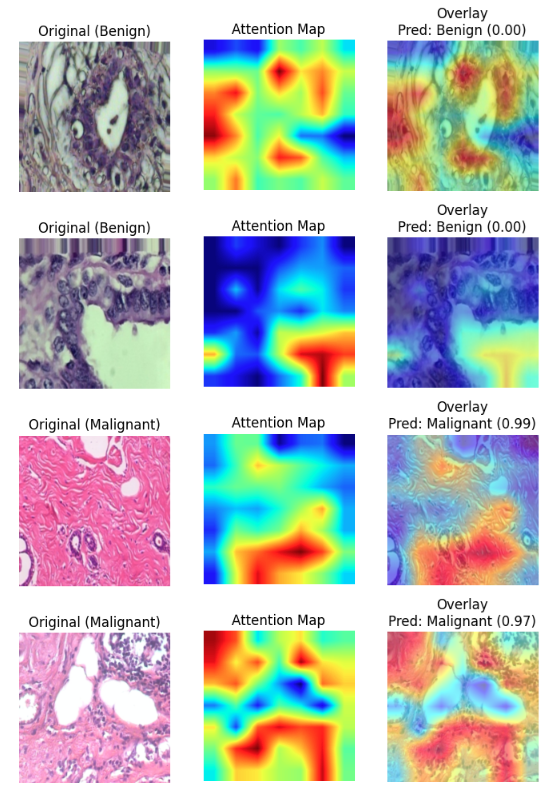 Original (Benign)
Attention Map
Overlay
Pred: Benign (0.00)
Original (Benign)
Attention Map
Overlay
Pred: Benign (0.00)
Original (Malignant)
Attention Map
Overlay
Pred: Malignant (0.99)
Original (Malignant)
Attention Map
Overlay
Pred: Malignant (0.97)